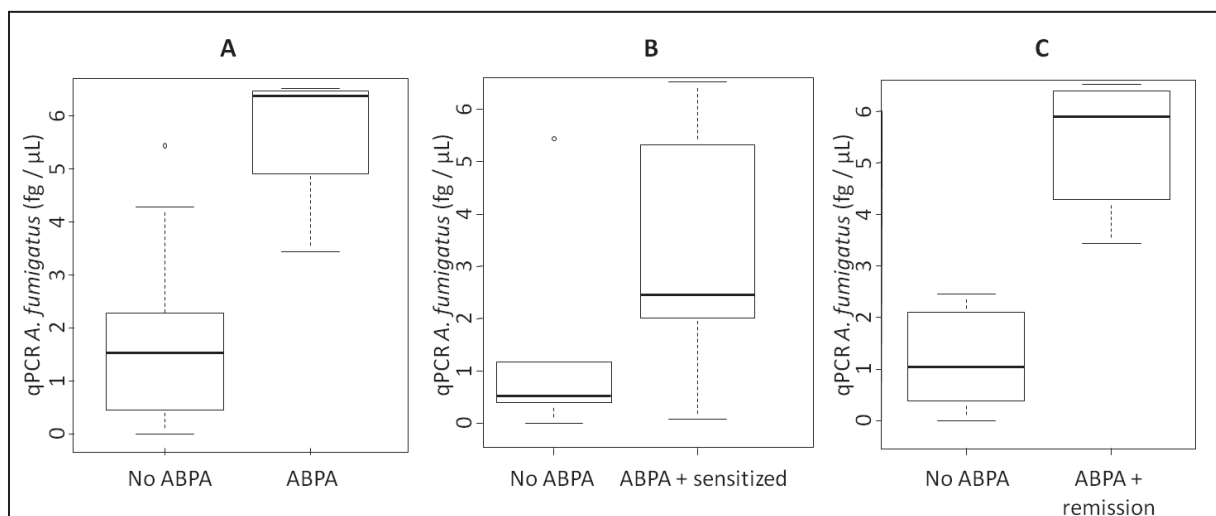 A
qPCR A. fumigatus (fg / µL)
6
5
4
3
2
1
0
No ABPA
ABPA
B
qPCR A. fumigatus (fg / µL)
6
5
4
3
2
1
0
No ABPA
ABPA + sensitized
C
qPCR A. fumigatus (fg / µL)
6
5
4
3
2
1
0
No ABPA
ABPA +
remission